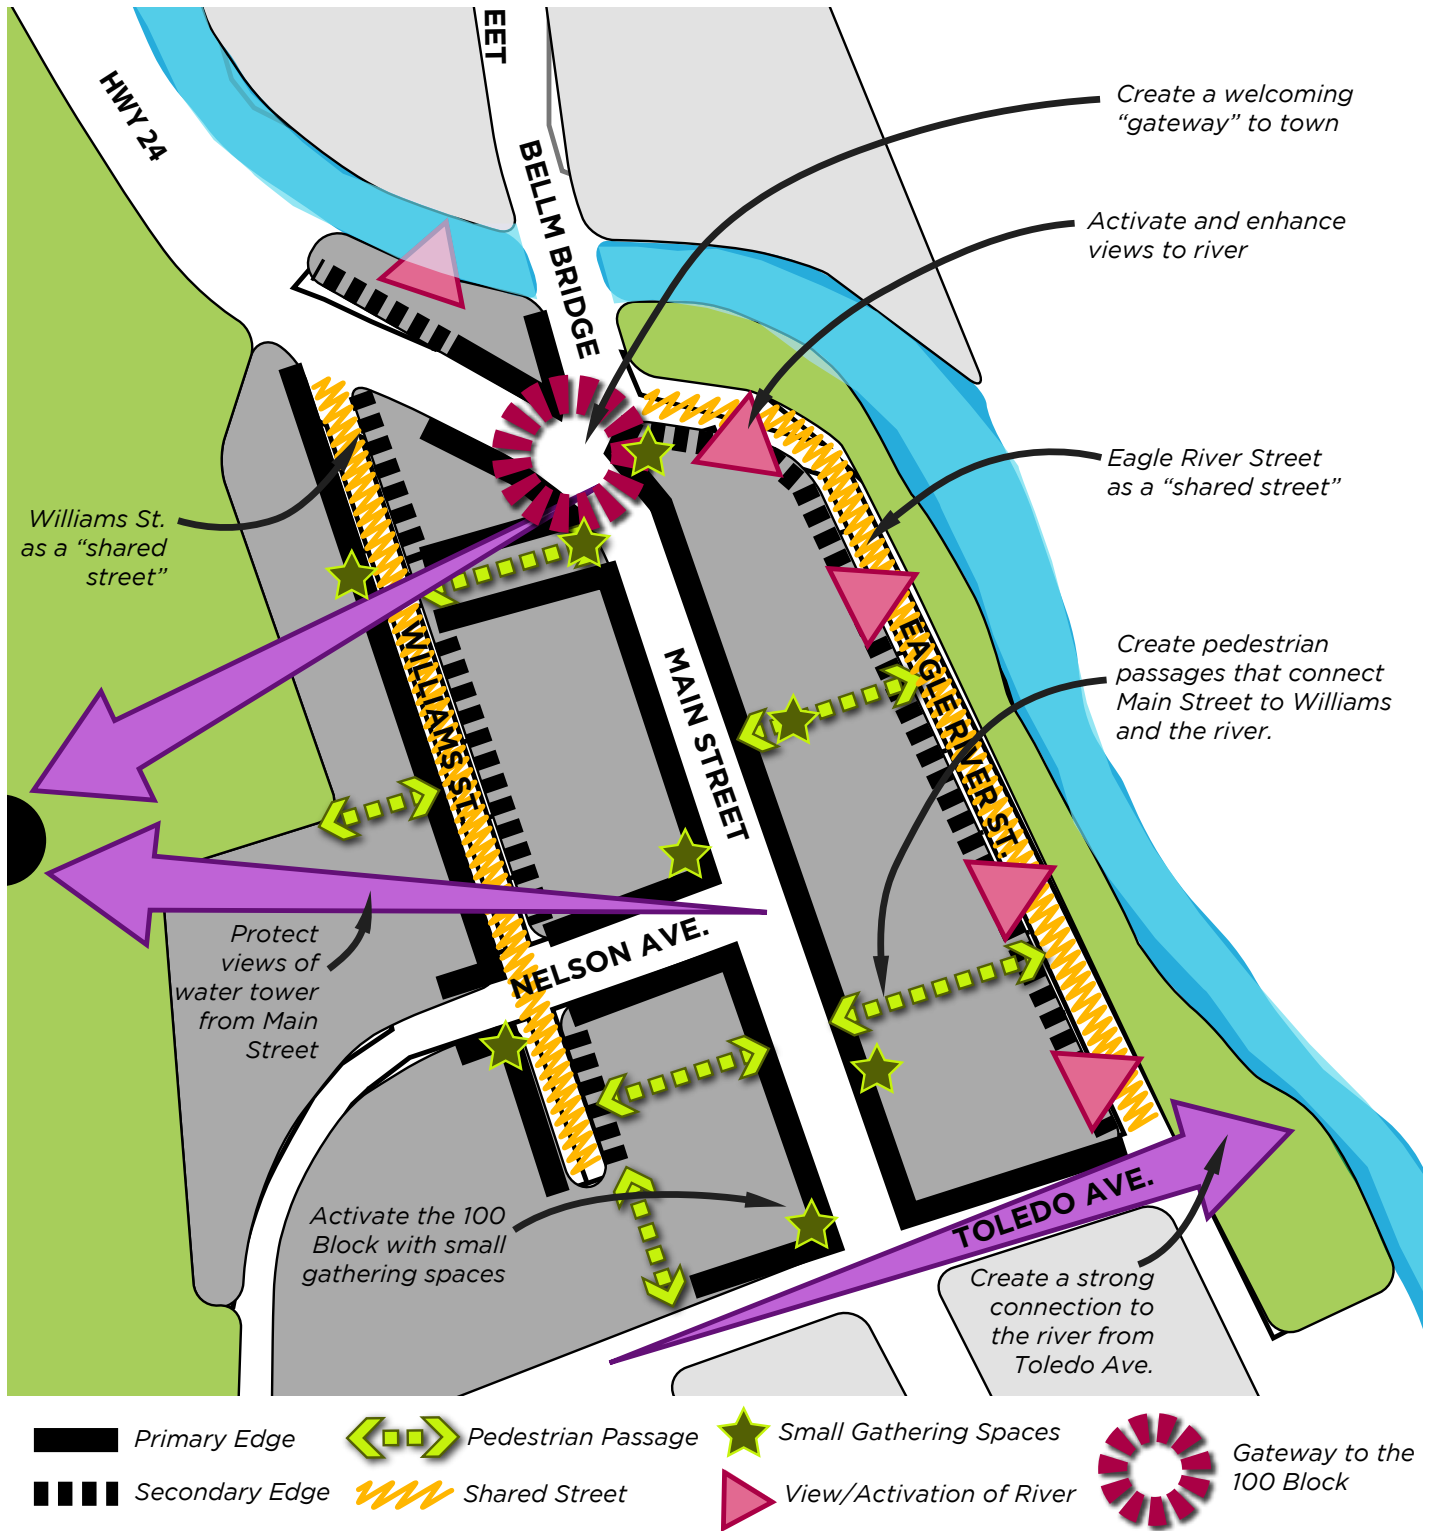 EET
HWY 24
BELLM BRIDGE
Create a welcoming
“gateway” to town
Activate and enhance
views to river
Eagle River Street
as a “shared street”
Williams St.
as a “shared
street”
Create pedestrian
passages that connect
Main Street to Williams
and the river.
WILLIAMS ST.
MAIN STREET
EAGLE RIVER ST.
NELSON AVE.
Protect
views of
water tower
from Main
Street
Activate the 100
Block with small
gathering spaces
TOLEDO AVE.
Create a strong
connection to
the river from
Toledo Ave.
Primary Edge
Pedestrian Passage
Small Gathering Spaces
Gateway to the
100 Block
Secondary Edge
Shared Street
View/Activation of River